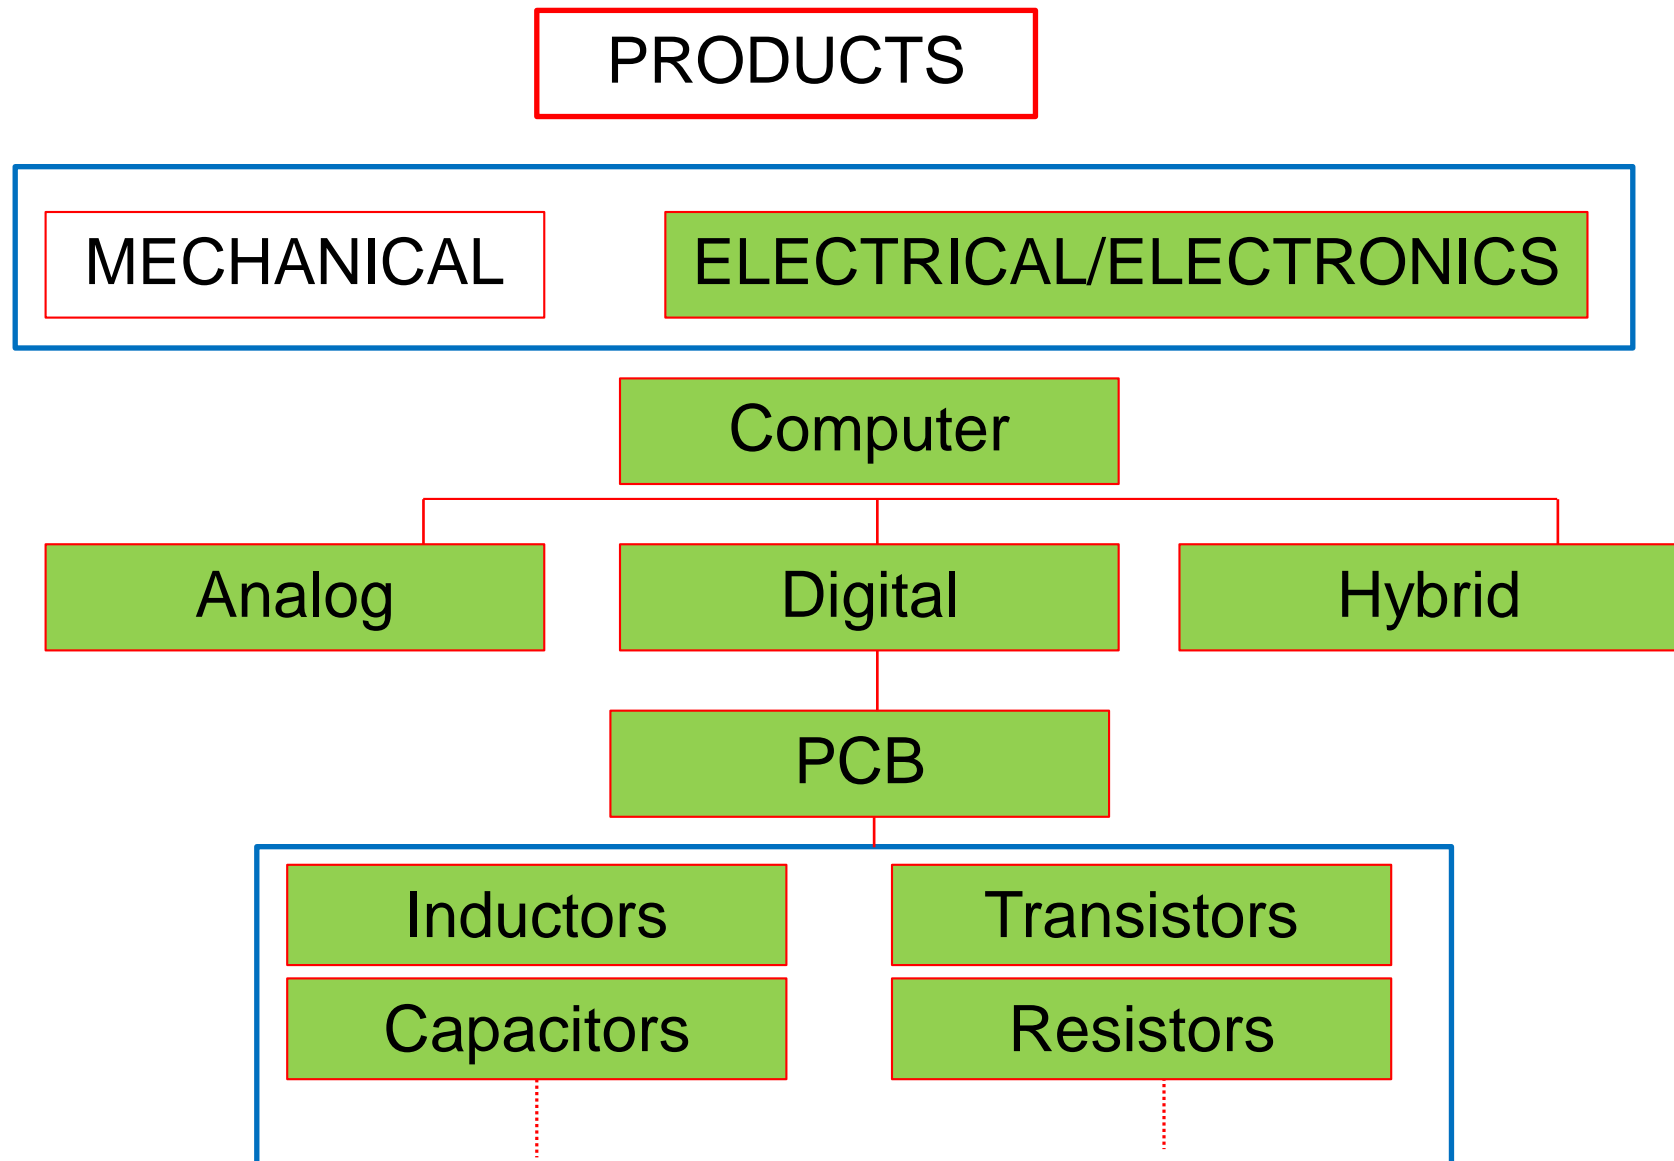 PRODUCTS
MECHANICAL
ELECTRICAL/ELECTRONICS
Computer
Analog
Digital
Hybrid
PCB
Inductors
Transistors
Capacitors
Resistors